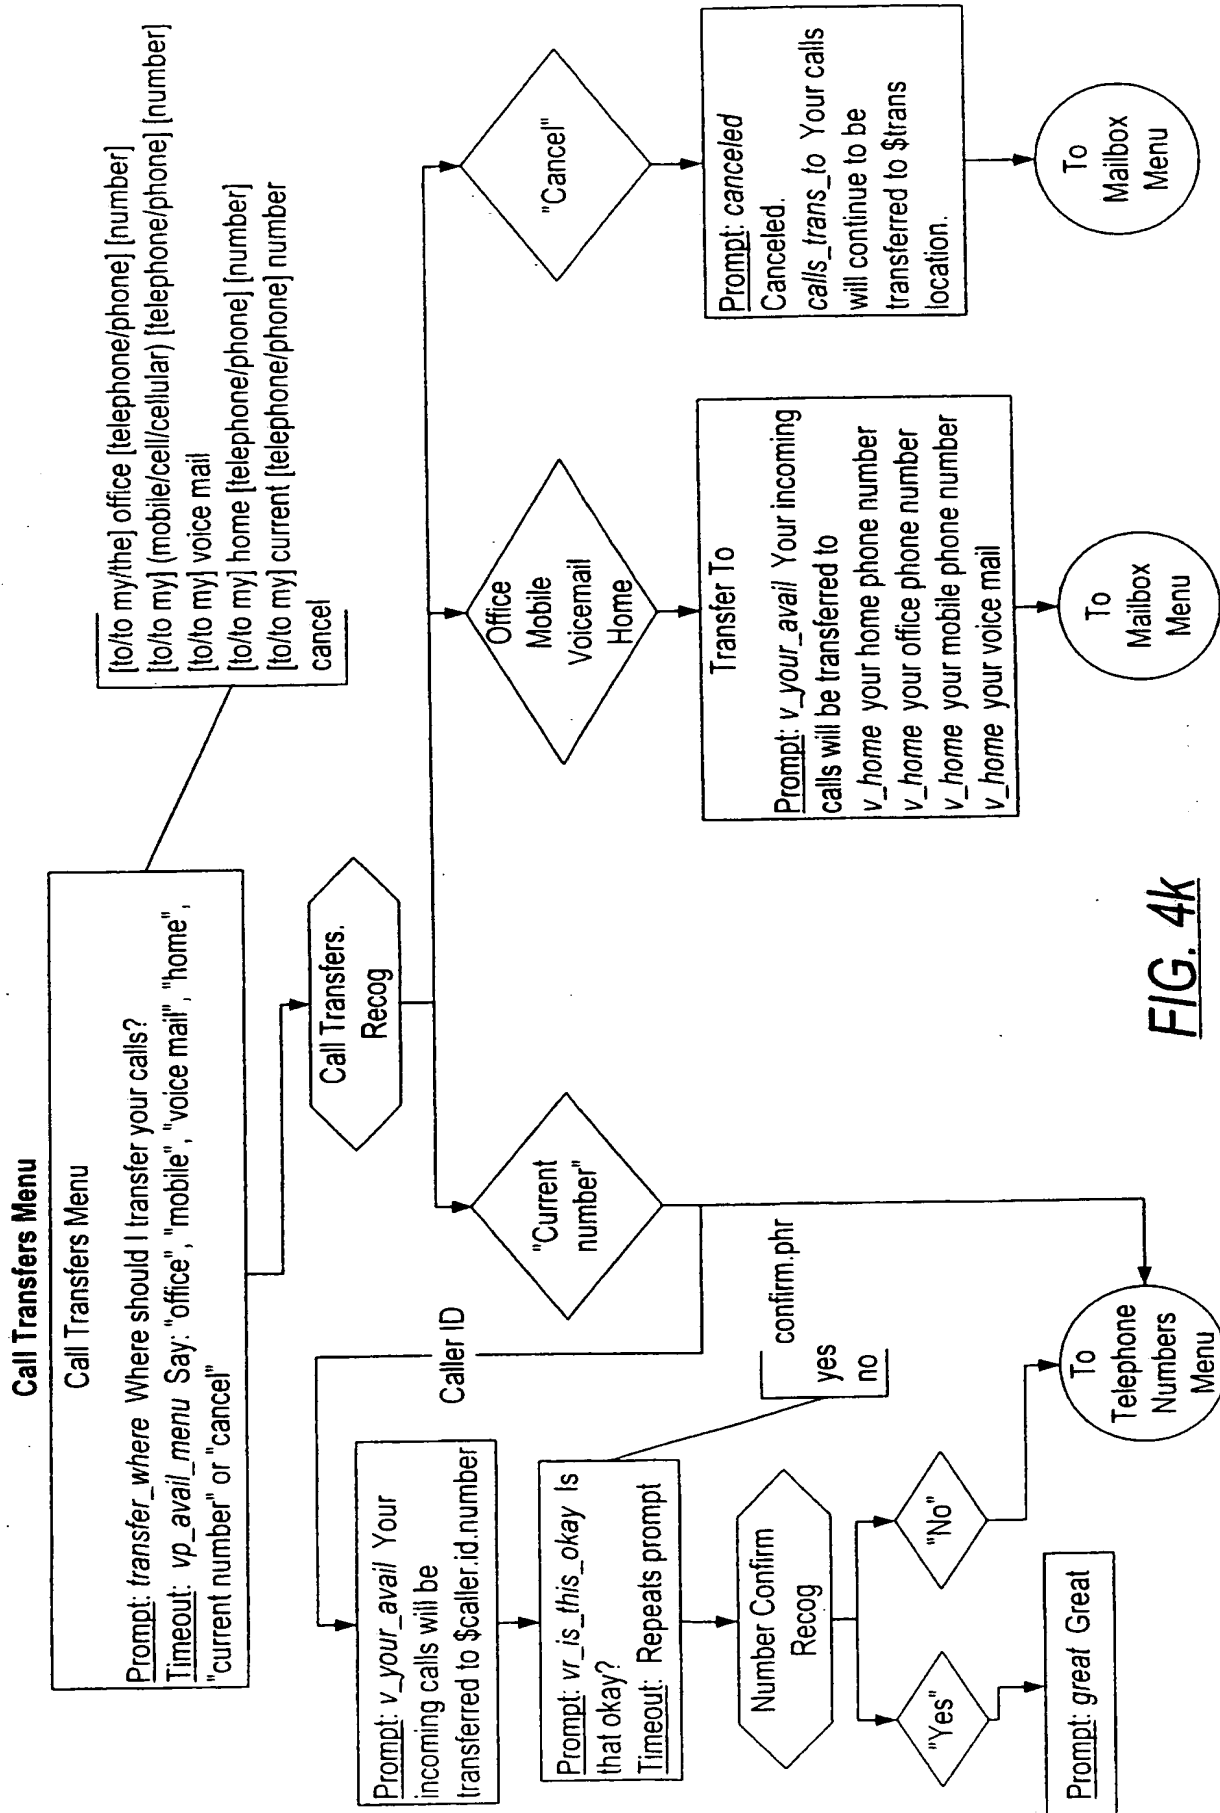 Call Transfers Menu
Call Transfers Menu
Prompt: transfer_where Where should I transfer your calls?
Timeout: vp_avail_menu Say: "office", "mobile", "voice mail", "home",
"current number" or "cancel"
[to/to my/the] office [telephone/phone] [number]
[to/to my] (mobile/cell/cellular) [telephone/phone] [number]
[to/to my] voice mail
[to/to my] home [telephone/phone] [number]
[to/to my] current [telephone/phone] number
cancel
Call Transfers.
Recog
"Current
number"
Office
Mobile
Voicemail
Home
"Cancel"
Caller ID
Prompt: v_your_avail Your
incoming calls will be
transferred to $caller.id.number
Prompt: vr_is_this_okay Is
that okay?
Timeout: Repeats prompt
confirm.phr
yes
no
Number Confirm
Recog
"Yes"
"No"
Prompt: great Great
To
Telephone
Numbers
Menu
Transfer To
Prompt: v_your_avail Your incoming
calls will be transferred to
v_home your home phone number
v_home your office phone number
v_home your mobile phone number
v_home your voice mail
To
Mailbox
Menu
Prompt: canceled
Canceled.
calls_trans_to Your calls
will continue to be
transferred to $trans
location.
To
Mailbox
Menu
FIG. 4k